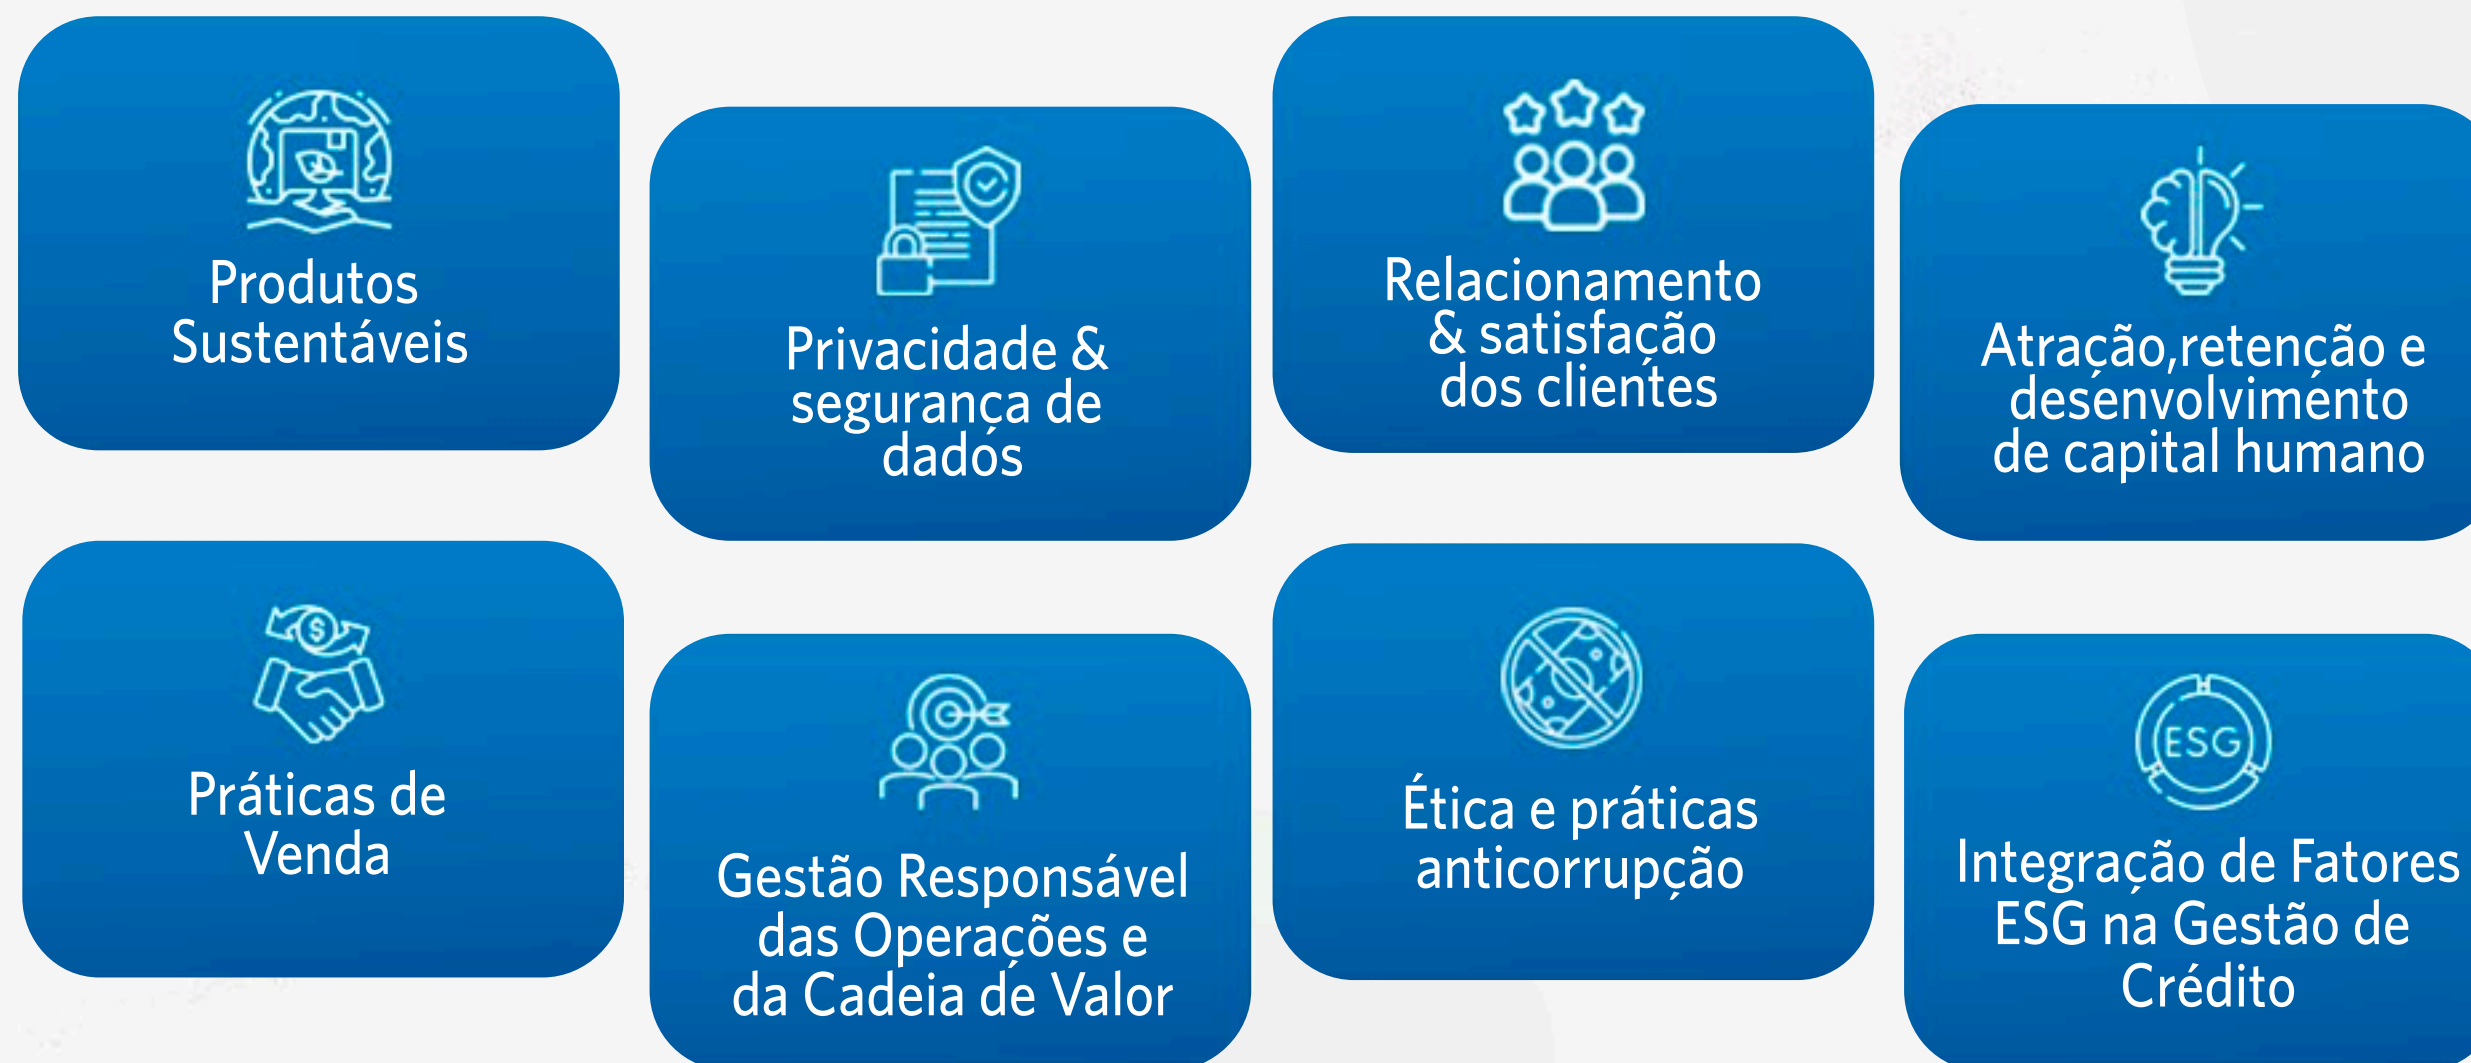 Produtos
Sustentáveis
Privacidade &
segurança de
dados
Relacionamento
& satisfação
dos clientes
Atração,retenção e
desenvolvimento
de capital humano
$
Práticas de
Venda
Gestão Responsável
das Operações e
da Cadeia de Valor
Ética e práticas
anticorrupção
ESG
Integração de Fatores
ESG na Gestão de
Crédito